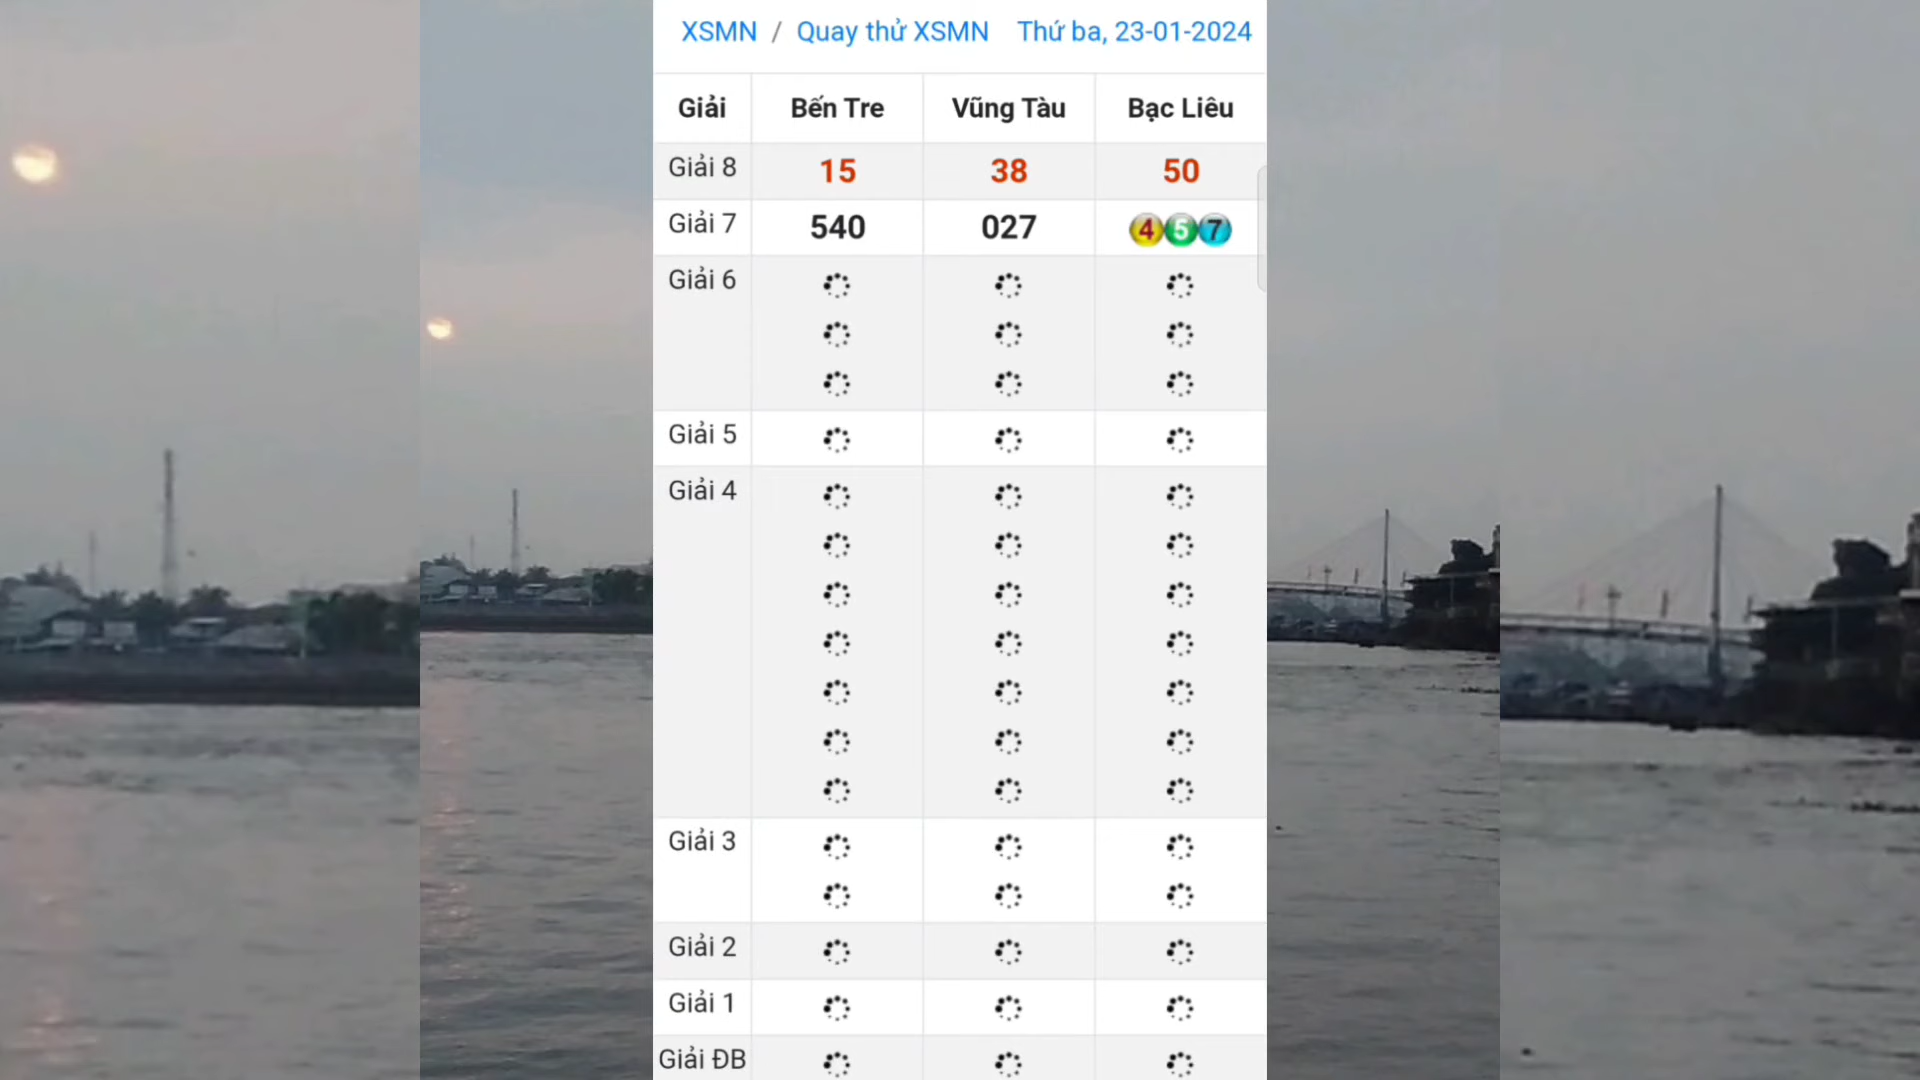 XSMN / Quay thử XSMN Thứ ba, 23-01-2024
Giải Bến Tre Vũng Tàu Bạc Liêu
Giải 8 15 38 50
Giải 7 540 027 457
Giải 6
Giải 5
Giải 4
Giải 3
Giải 2
Giải 1
Giải ĐB